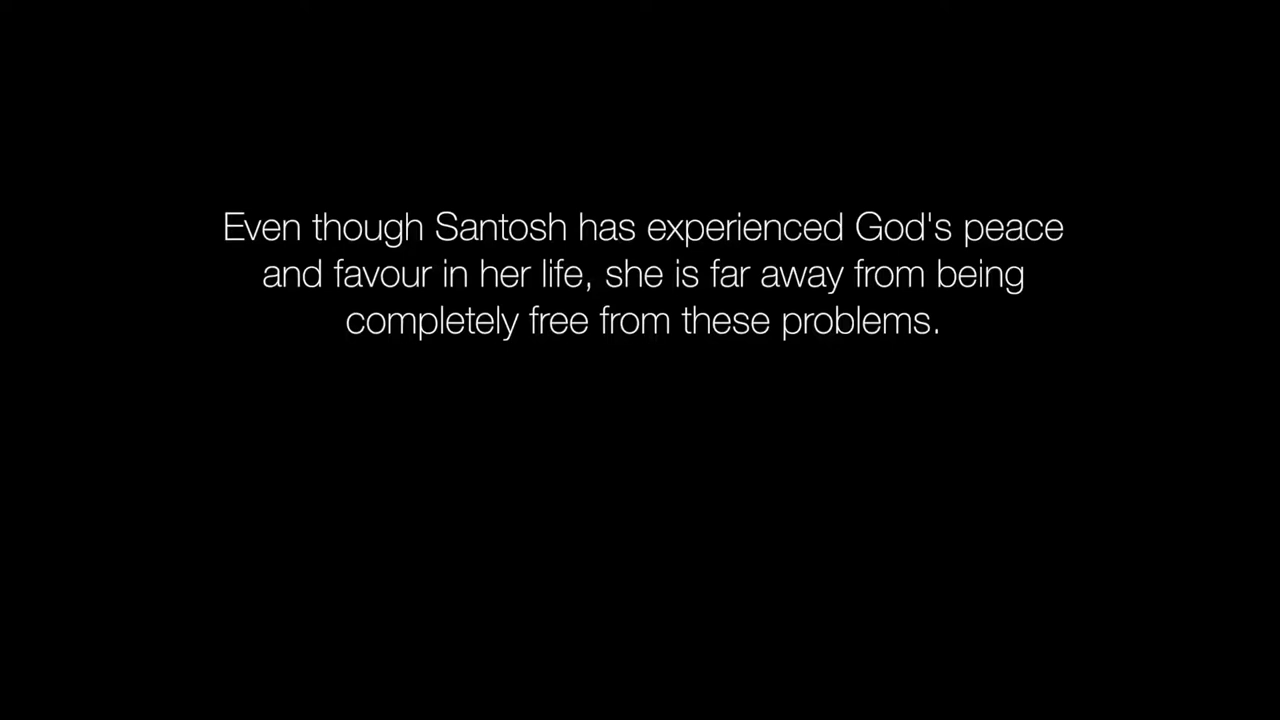 Even though Santosh has experienced God's peace
and favour in her life, she is far away from being
completely free from these problems.